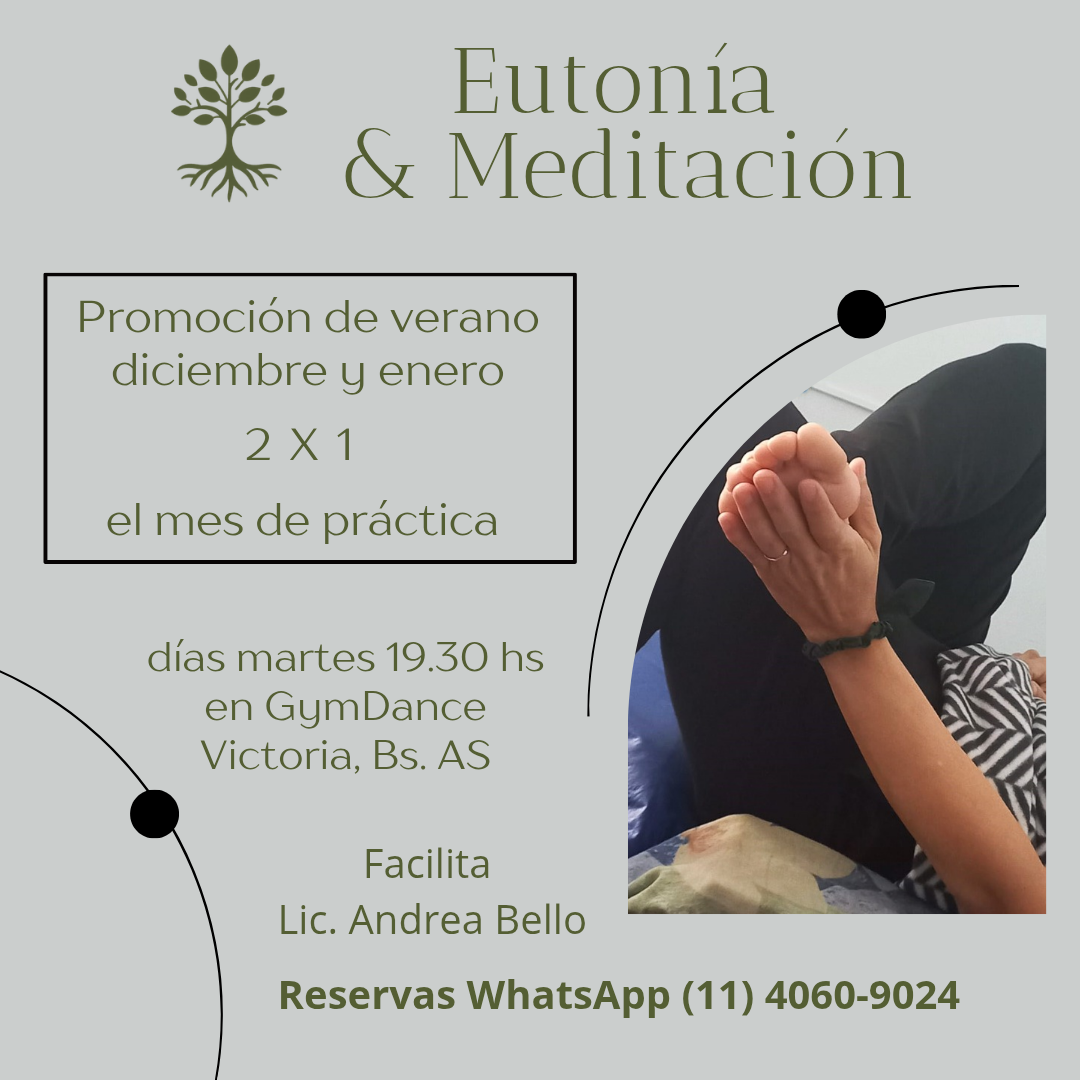 Eutonía
& Meditación
Promoción de verano
diciembre y enero
2 X 1
el mes de práctica
días martes 19.30 hs
en GymDance
Victoria, Bs. AS
Facilita
Lic. Andrea Bello
Reservas WhatsApp (11) 4060-9024